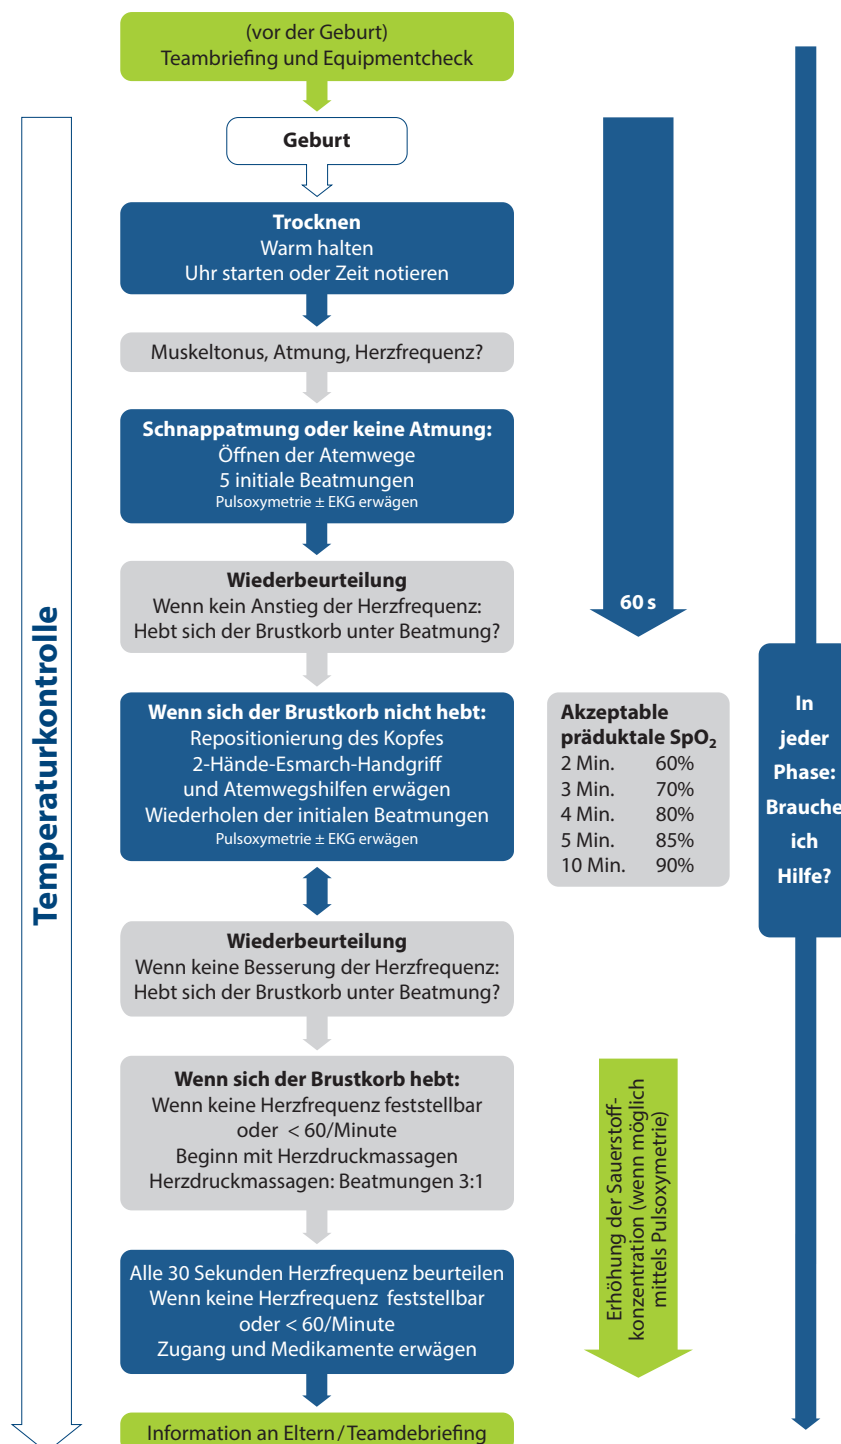 (vor der Geburt)
Teambriefing und Equipmentcheck
Geburt
Trocknen
Warm halten
Uhr starten oder Zeit notieren
Muskeltonus, Atmung, Herzfrequenz?
Schnappatmung oder keine Atmung:
Öffnen der Atemwege
5 initiale Beatmungen
Pulsoxymetrie ± EKG erwägen
Wiederbeurteilung
Wenn kein Anstieg der Herzfrequenz:
Hebt sich der Brustkorb unter Beatmung?
Wenn sich der Brustkorb nicht hebt:
Repositionierung des Kopfes
2-Hände-Esmarch-Handgriff
und Atemwegshilfen erwägen
Wiederholen der initialen Beatmungen
Pulsoxymetrie ± EKG erwägen
Wiederbeurteilung
Wenn keine Besserung der Herzfrequenz:
Hebt sich der Brustkorb unter Beatmung?
Wenn sich der Brustkorb hebt:
Wenn keine Herzfrequenz feststellbar
oder < 60/Minute
Beginn mit Herzdruckmassagen
Herzdruckmassagen: Beatmungen 3:1
Alle 30 Sekunden Herzfrequenz beurteilen
Wenn keine Herzfrequenz feststellbar
oder < 60/Minute
Zugang und Medikamente erwägen
Information an Eltern/Teamdebriefing
Temperaturkontrolle
60 s
Akzeptable
präduktale SpO₂
2 Min. 60%
3 Min. 70%
4 Min. 80%
5 Min. 85%
10 Min. 90%
Erhöhung der Sauerstoff-
konzentration (wenn möglich
mittels Pulsoxymetrie)
In
jeder
Phase:
Brauche
ich
Hilfe?